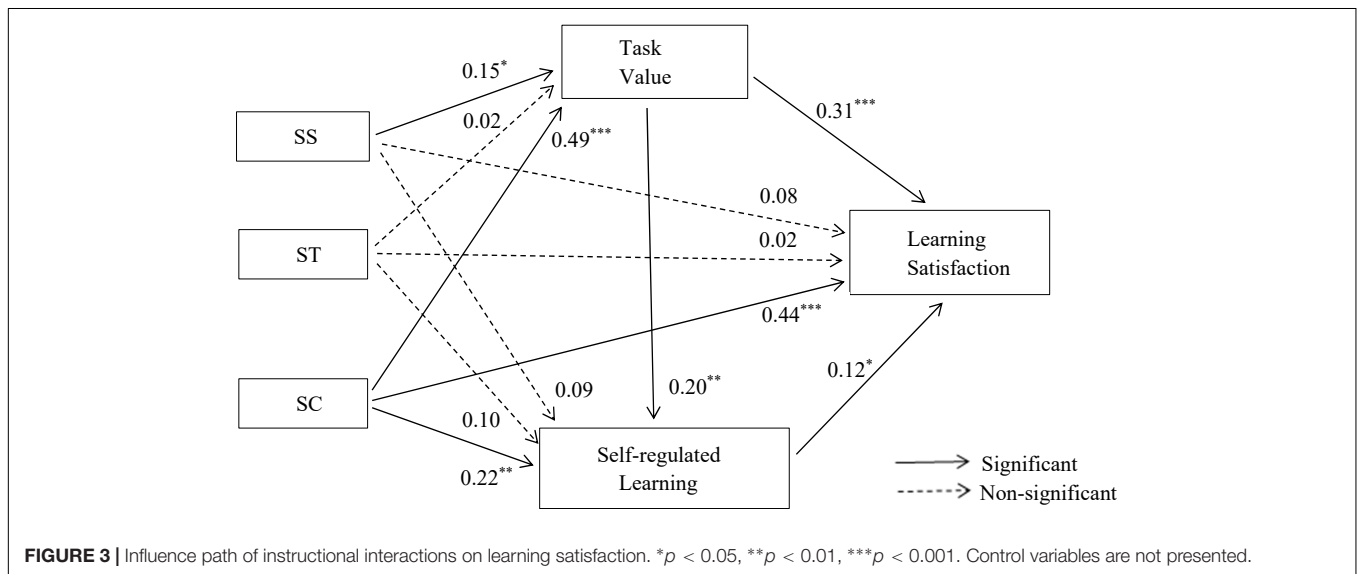 Task
Value
0.15*
SS
0.02
0.49***
0.31***
0.08
ST
0.02
Learning
Satisfaction
0.44***
SC
0.09
0.20**
0.12*
0.10
0.22**
Self-regulated
Learning
Significant
Non-significant
FIGURE 3 | Influence path of instructional interactions on learning satisfaction. *p < 0.05, **p < 0.01, ***p < 0.001. Control variables are not presented.